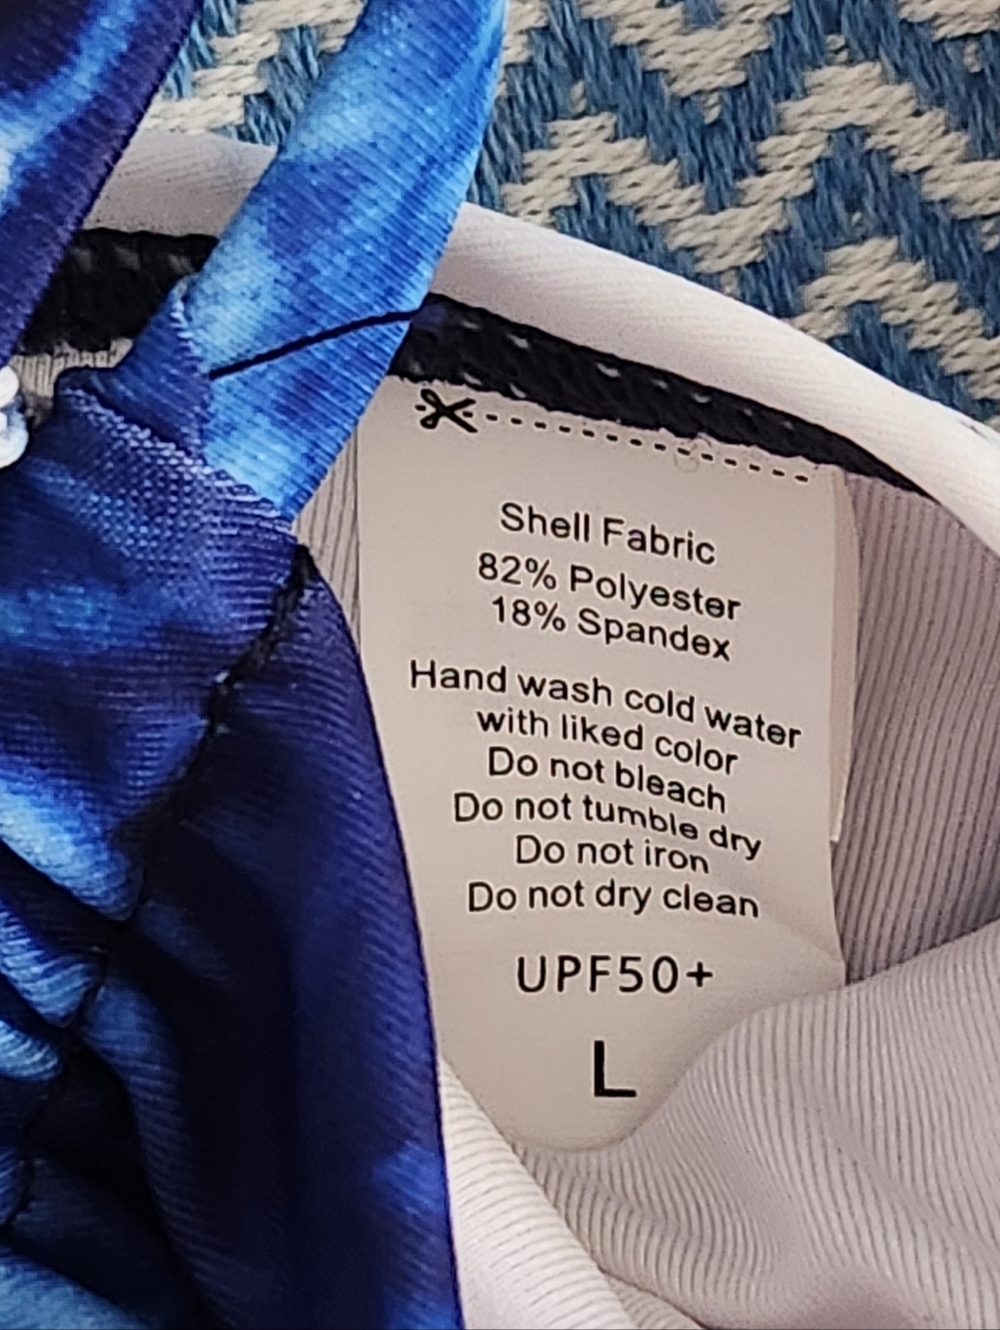 Shell Fabric
82% Polyester
18% Spandex
Hand wash cold water
with liked color
Do not bleach
Do not tumble dry
Do not iron
Do not dry clean
UPF50+
L